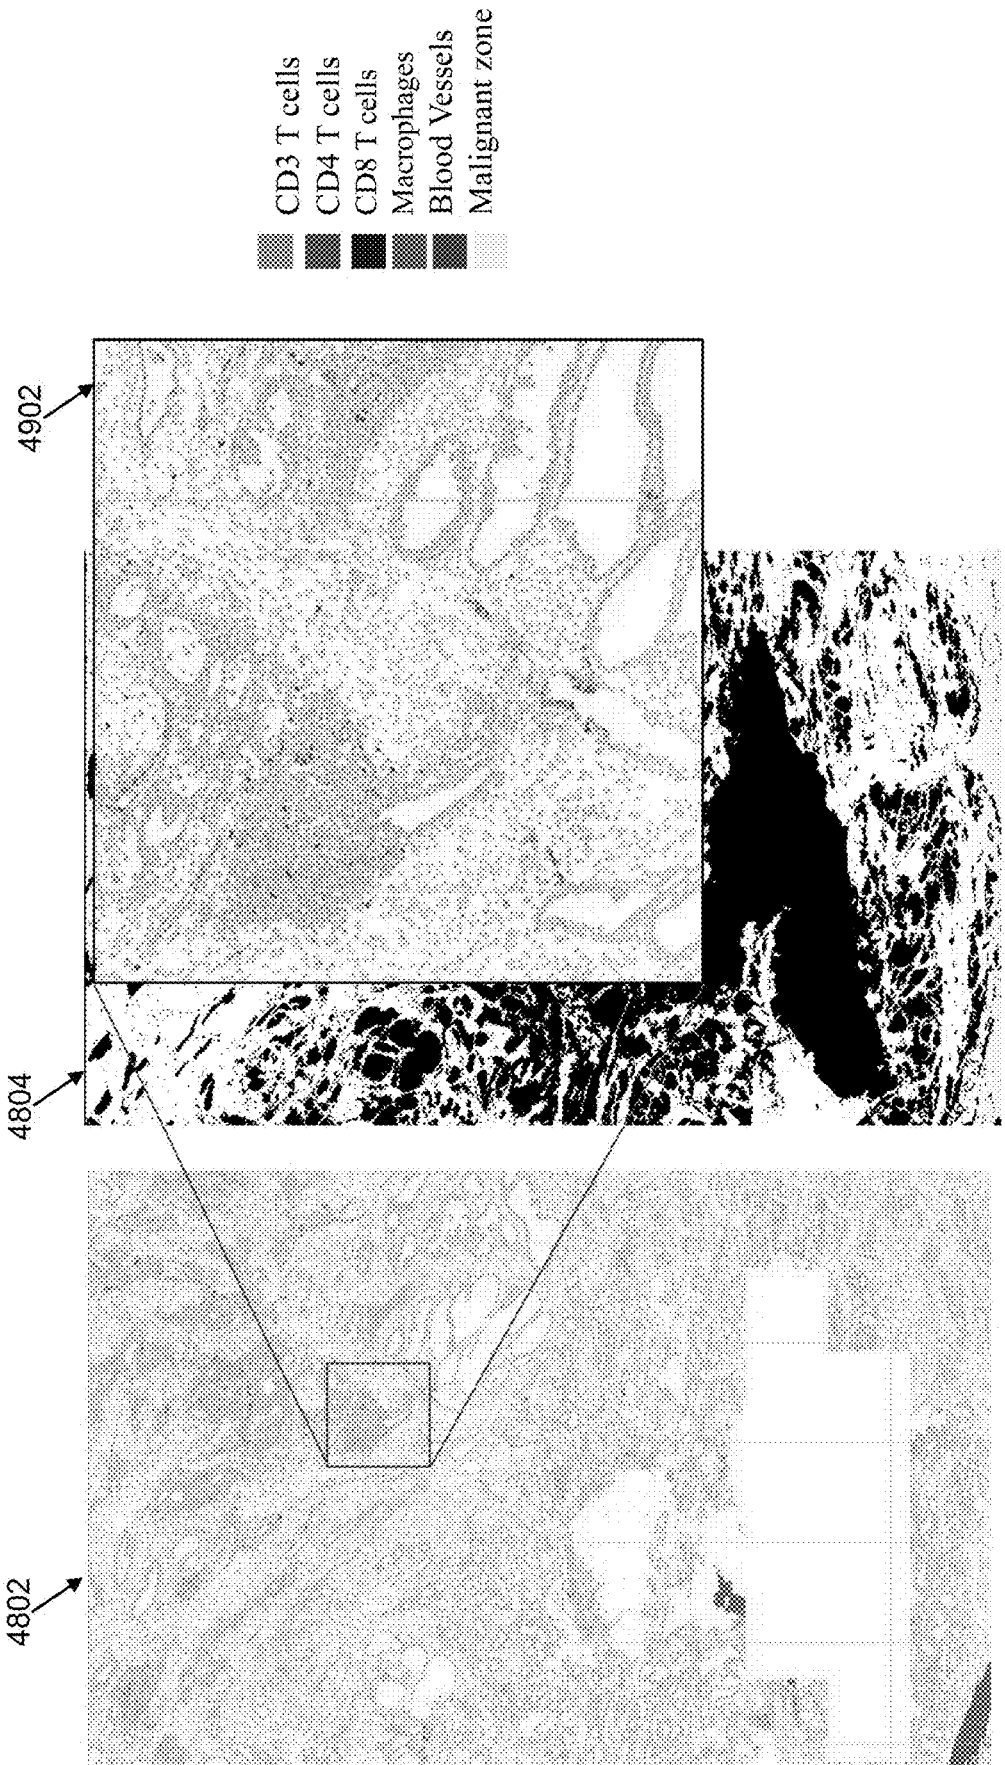 4802
4804
4902
CD3 T cells
CD4 T cells
CD8 T cells
Macrophages
Blood Vessels
Malignant zone